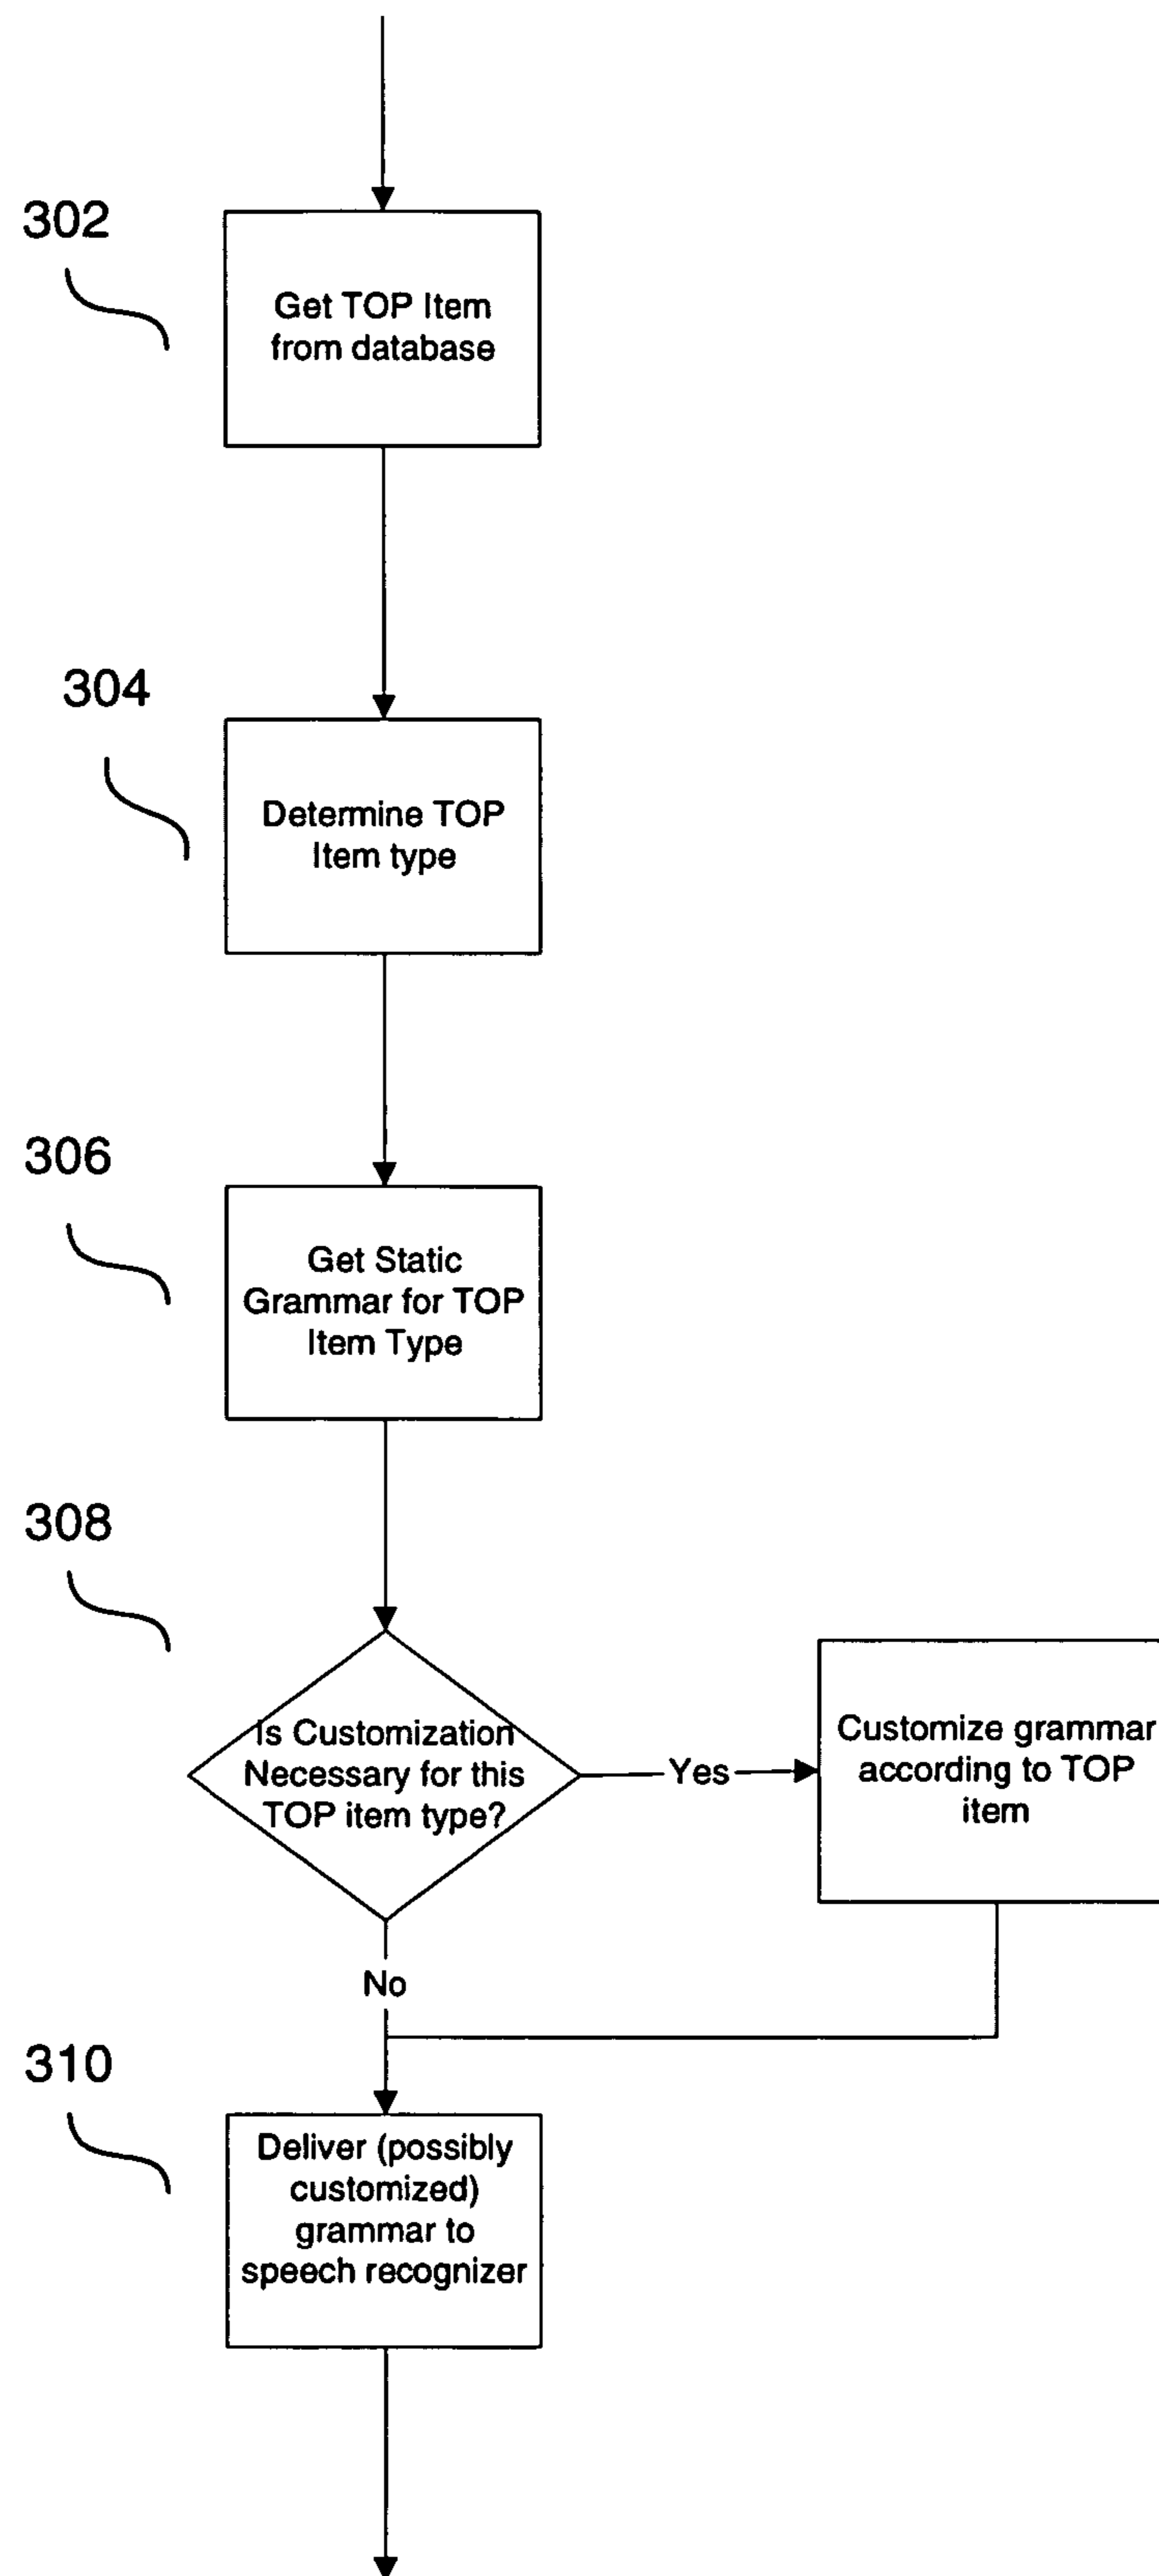 302
Get TOP Item
from database
304
Determine TOP
Item type
306
Get Static
Grammar for TOP
Item Type
308
Is Customization
Necessary for this
TOP item type?
Yes
Customize grammar
according to TOP
item
No
310
Deliver (possibly
customized)
grammar to
speech recognizer